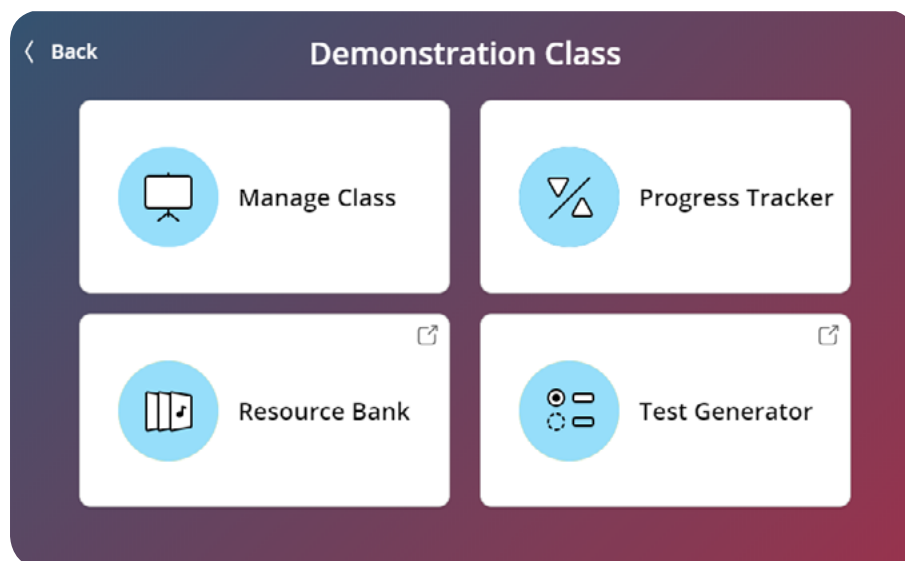 Back
Demonstration Class
Manage Class
Progress Tracker
Resource Bank
Test Generator